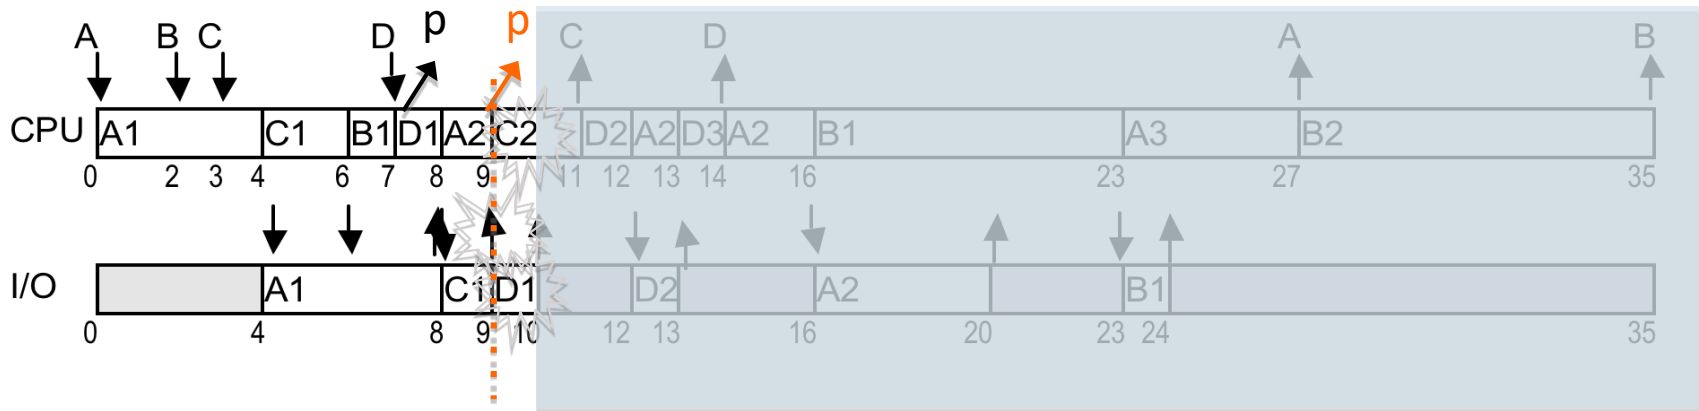 A B C D p p C D A B
CPU A1 C1 B1 D1 A2 C2 D2 A2 D3 A2 B1 A3 B2
0 2 3 4 6 7 8 9 11 12 13 14 16 23 27 35
I/O A1 C1 D1 D2 A2 B1
0 4 8 9 10 12 13 16 20 23 24 35